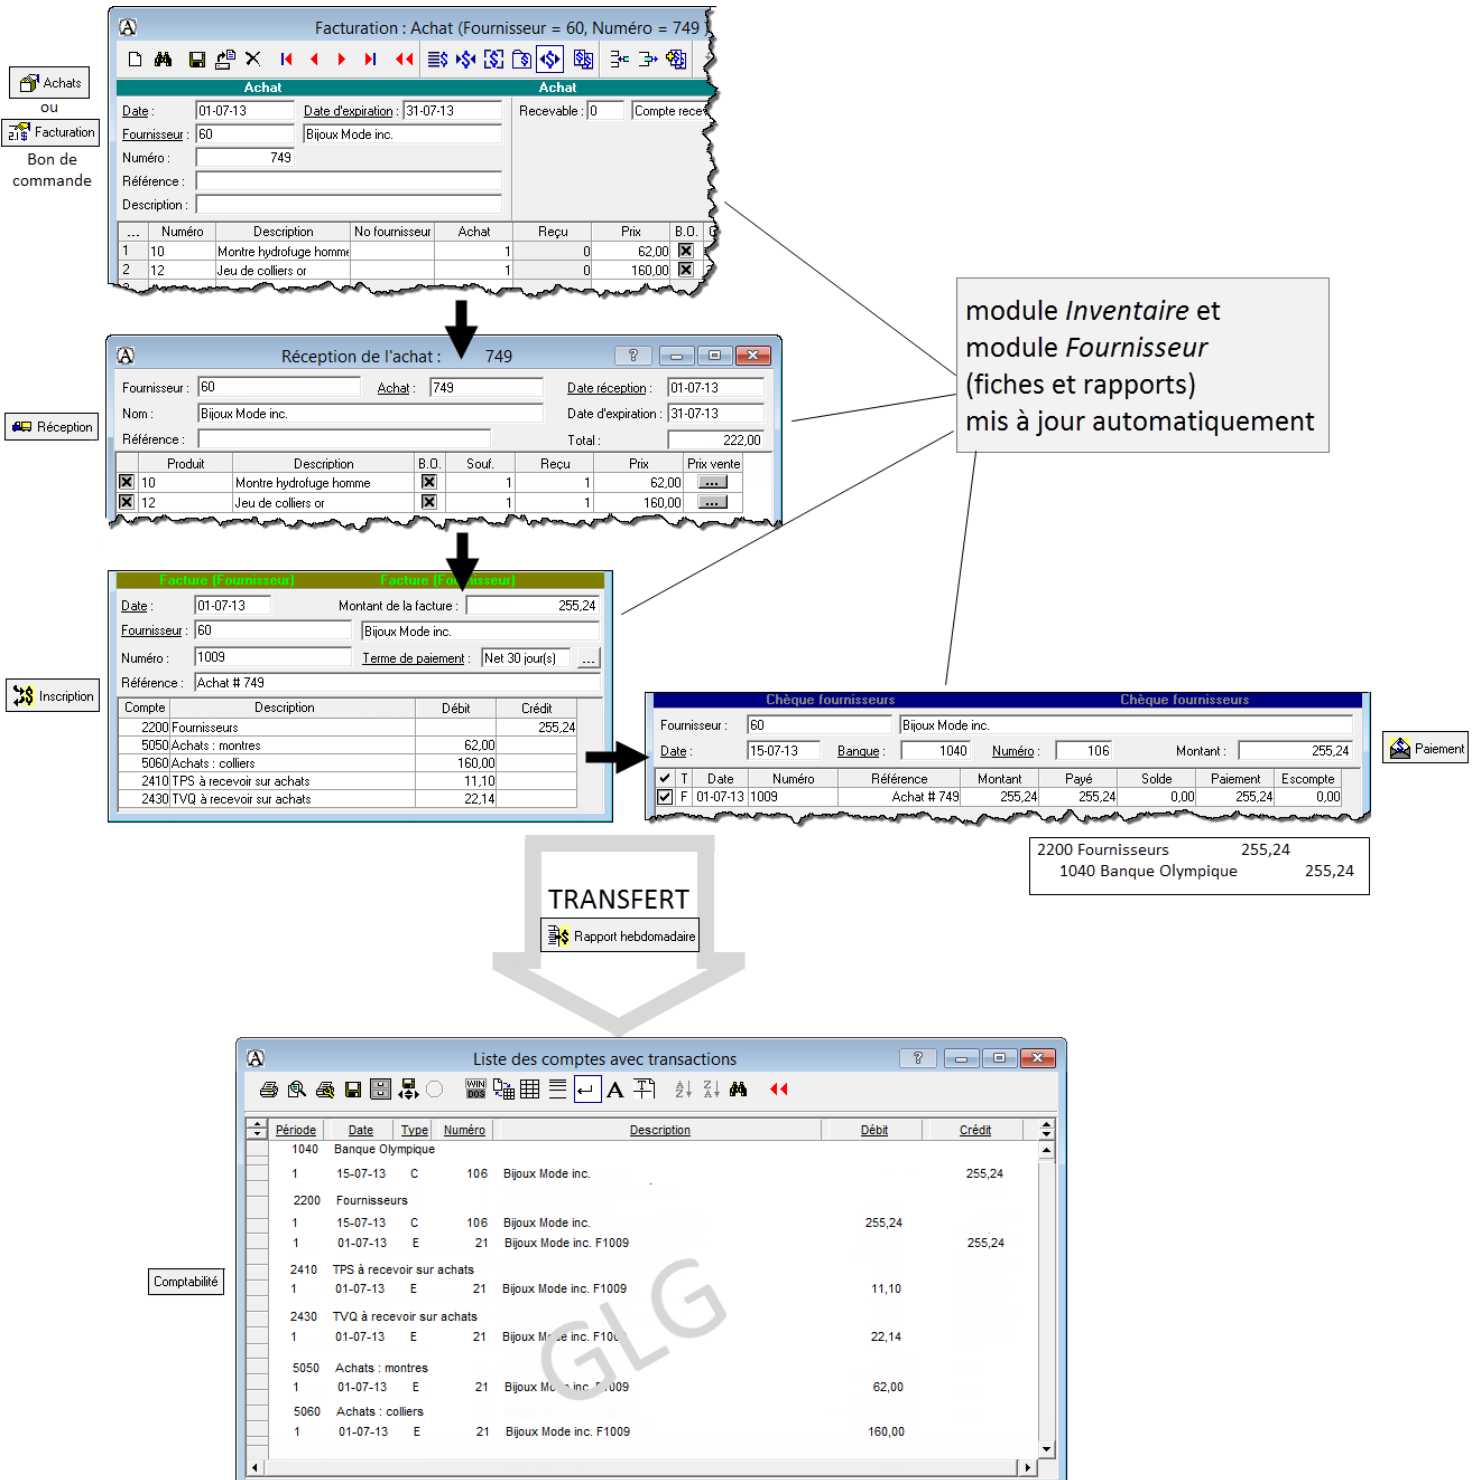 Facturation : Achat (Fournisseur = 60, Numéro = 749
Achat Achat
Achats
ou
Facturation
Bon de
commande
Date : 01-07-13 Date d'expiration : 31-07-13 Recevable : 0 Compte recev
Fournisseur : 60 Bijoux Mode inc.
Numéro : 749
Référence :
Description :
... Numéro Description No fournisseur Achat Reçu Prix B.O.
1 10 Montre hydrofuge homme 1 0 62,00
2 12 Jeu de colliers or 1 0 160,00
module Inventaire et
module Fournisseur
(fiches et rapports)
mis à jour automatiquement
Réception de l'achat : 749
Réception
Fournisseur : 60 Achat : 749 Date réception : 01-07-13
Nom : Bijoux Mode inc. Date d'expiration : 31-07-13
Référence : Total : 222,00
Produit Description B.O. Souf. Reçu Prix Prix vente
10 Montre hydrofuge homme 1 1 62,00 ...
12 Jeu de colliers or 1 1 160,00 ...
Facture (Fournisseur) Facture (Fournisseur)
Date : 01-07-13 Montant de la facture : 255,24
Fournisseur : 60 Bijoux Mode inc.
Numéro : 1009 Terme de paiement : Net 30 jour(s) ...
Référence : Achat # 749
Inscription
Compte Description Débit Crédit
2200 Fournisseurs 255,24
5050 Achats : montres 62,00
5060 Achats : colliers 160,00
2410 TPS à recevoir sur achats 11,10
2430 TVQ à recevoir sur achats 22,14
Chèque fournisseurs Chèque fournisseurs
Fournisseur : 60 Bijoux Mode inc.
Date : 15-07-13 Banque : 1040 Numéro : 106 Montant : 255,24
Paiement
T Date Numéro Référence Montant Payé Solde Paiement Escompte
F 01-07-13 1009 Achat # 749 255,24 255,24 0,00 255,24 0,00
2200 Fournisseurs 255,24
1040 Banque Olympique 255,24
TRANSFERT
Rapport hebdomadaire
Liste des comptes avec transactions
Période Date Type Numéro Description Débit Crédit
1040 Banque Olympique
1 15-07-13 C 106 Bijoux Mode inc. 255,24
2200 Fournisseurs
1 15-07-13 C 106 Bijoux Mode inc. 255,24
1 01-07-13 E 21 Bijoux Mode inc. F1009 255,24
2410 TPS à recevoir sur achats
1 01-07-13 E 21 Bijoux Mode inc. F1009 11,10
Comptabilité
2430 TVQ à recevoir sur achats
1 01-07-13 E 21 Bijoux Mode inc. 22,14
GLG
5050 Achats : montres
1 01-07-13 E 21 Bijoux Mode inc. F1009 62,00
5060 Achats : colliers
1 01-07-13 E 21 Bijoux Mode inc. F1009 160,00